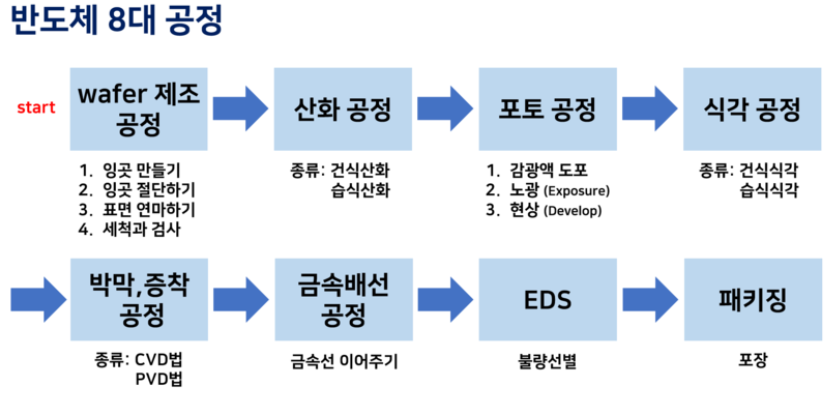 반도체 8대 공정
start
wafer 제조
공정
산화 공정
포토 공정
식각 공정
1. 잉곳 만들기
2. 잉곳 절단하기
3. 표면 연마하기
4. 세척과 검사
종류: 건식산화
습식산화
1. 감광액 도포
2. 노광 (Exposure)
3. 현상 (Develop)
종류: 건식식각
습식식각
박막,증착
공정
금속배선
공정
EDS
패키징
종류: CVD법
PVD법
금속선 이어주기
불량선별
포장